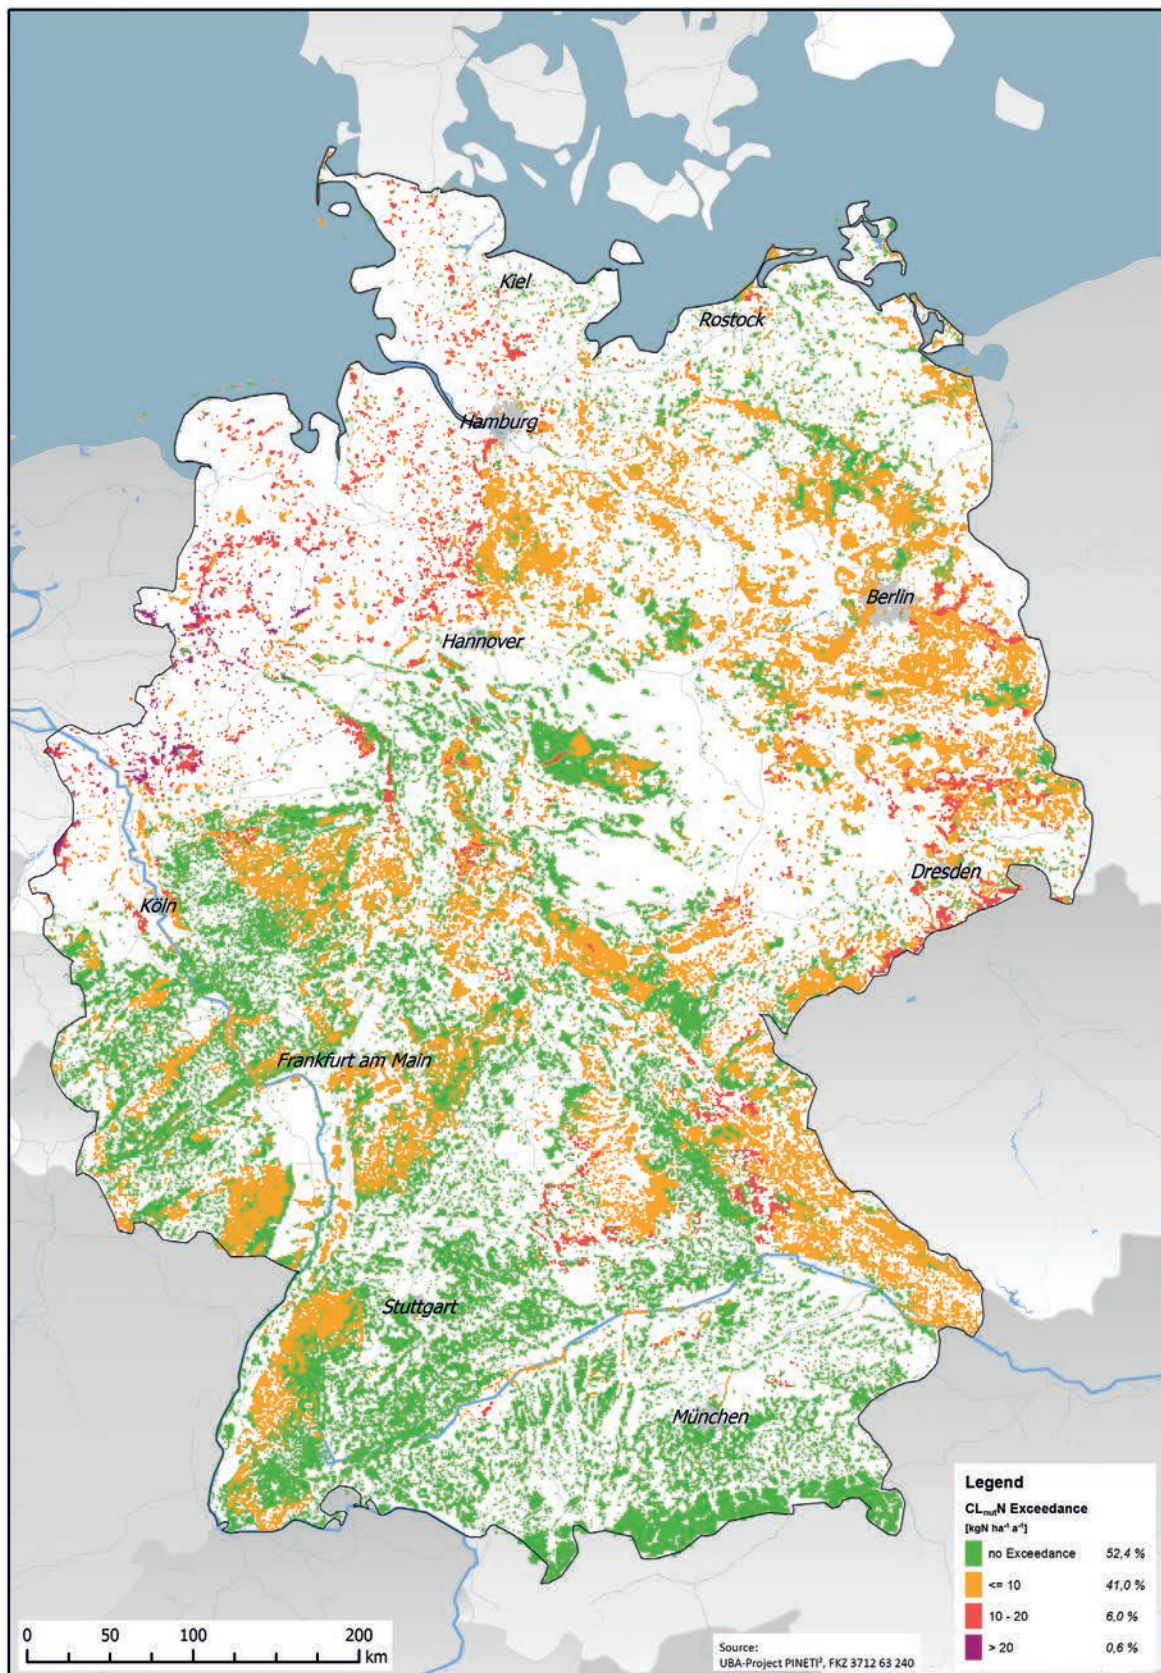 Kiel
Rostock
Hamburg
Berlin
Hannover
Dresden
Köln
Frankfurt am Main
Stuttgart
München
Legend
CLnutN Exceedance
[kgN ha⁻¹ a⁻¹]
no Exceedance 52,4 %
<= 10 41,0 %
10 - 20 6,0 %
> 20 0,6 %
0 50 100 200
km
Source:
UBA-Project PINETI², FKZ 3712 63 240